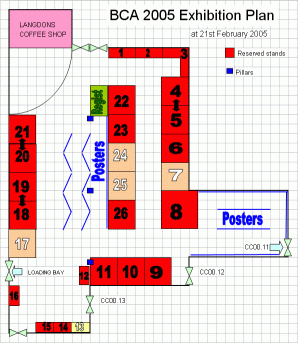 BCA 2005 Exhibition Plan
at 21st February 2005
LANGDONS
COFFEE SHOP
Reserved stands
Pillars
1 2 3
4
5
6
7
8
Regist
22
23
24
25
26
Posters
21
20
19
18
17
Posters
CC00.11
LOADING BAY
12 11 10 9
CC00.12
16
CC00.13
15 14 13